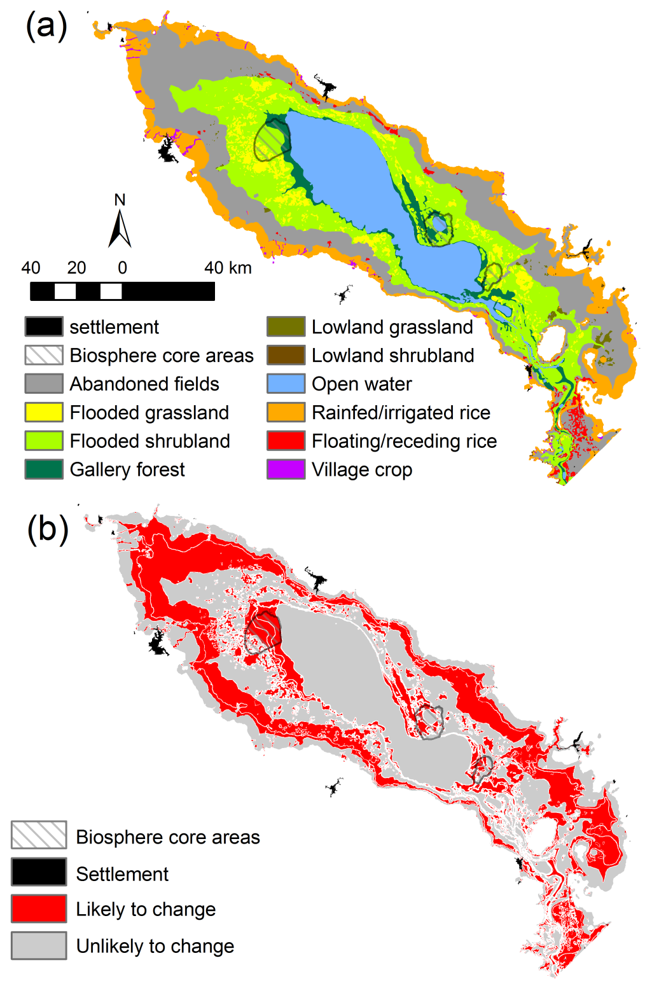 (a)
N
40 20 0 40 km
settlement
Biosphere core areas
Abandoned fields
Flooded grassland
Flooded shrubland
Gallery forest
Lowland grassland
Lowland shrubland
Open water
Rainfed/irrigated rice
Floating/receding rice
Village crop
(b)
Biosphere core areas
Settlement
Likely to change
Unlikely to change